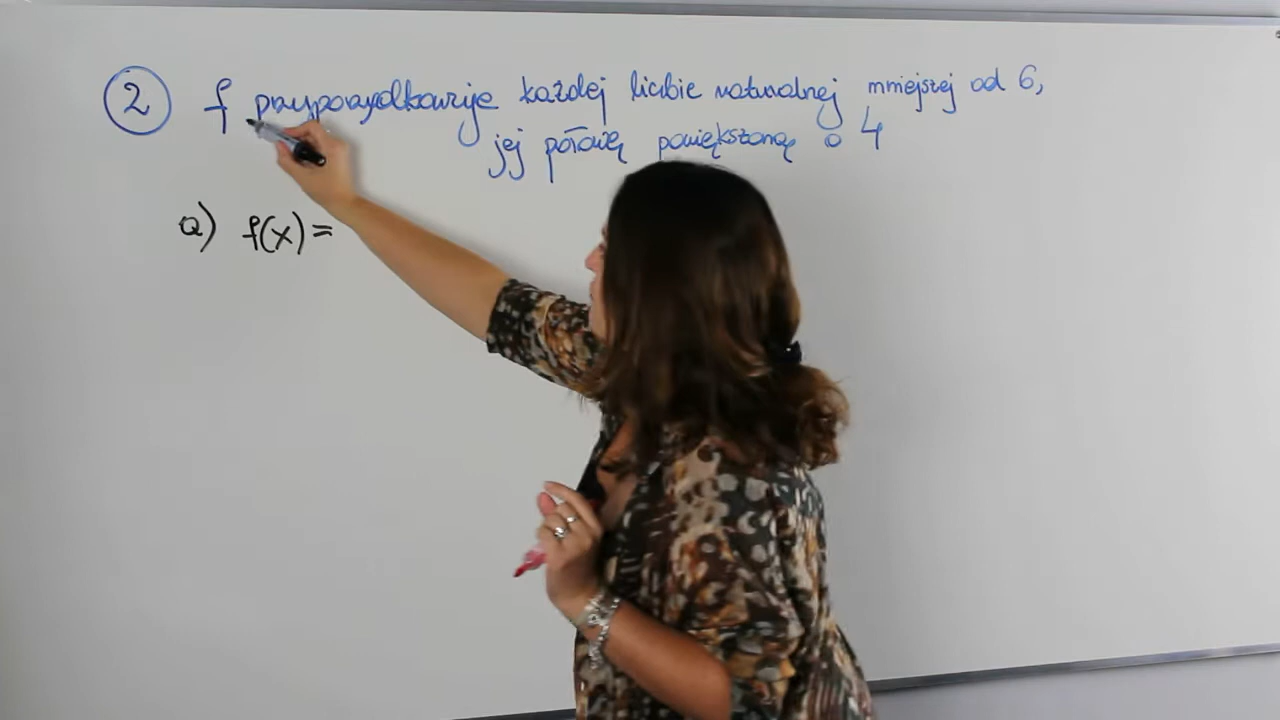 2 f przyporządkowuje każdej liczbie naturalnej mniejszej od 6,
jej połowę powiększoną o 4
a) f(x)=